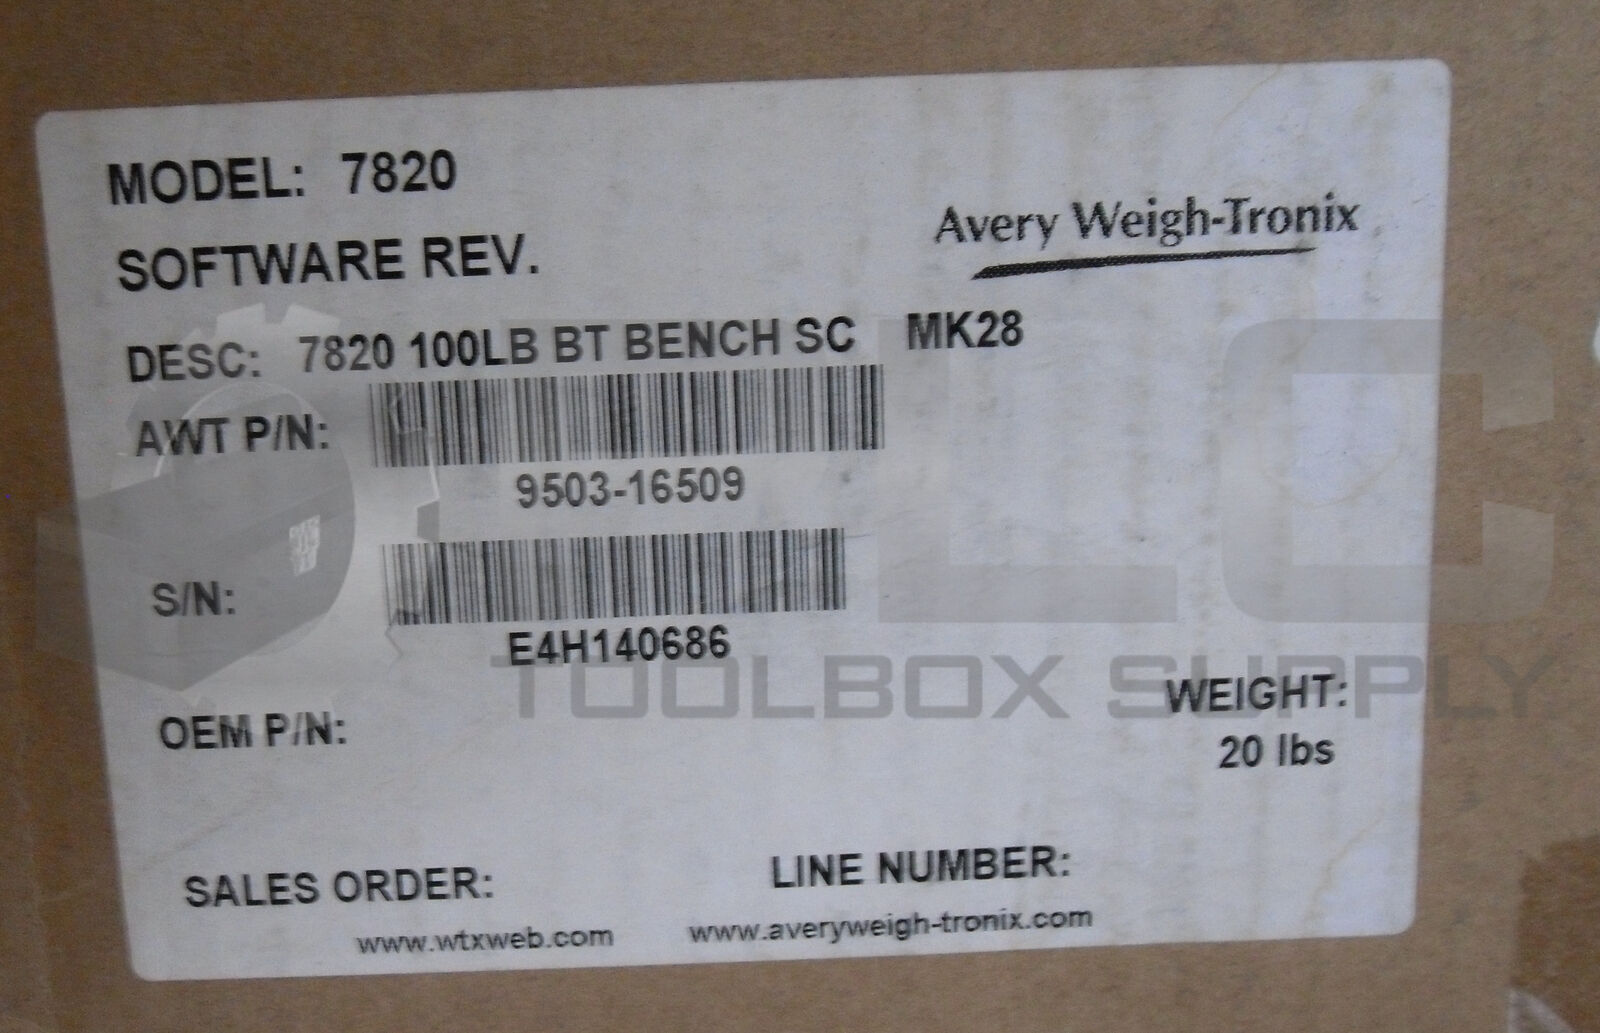 MODEL: 7820
Avery Weigh-Tronix
SOFTWARE REV.
DESC: 7820 100LB BT BENCH SC MK28
AWT P/N:
9503-16509
S/N:
E4H140686
PLC
TOOLBOX SUPPLY
OEM P/N:
WEIGHT:
20 lbs
SALES ORDER:
LINE NUMBER:
www.wtxweb.com
www.averyweigh-tronix.com